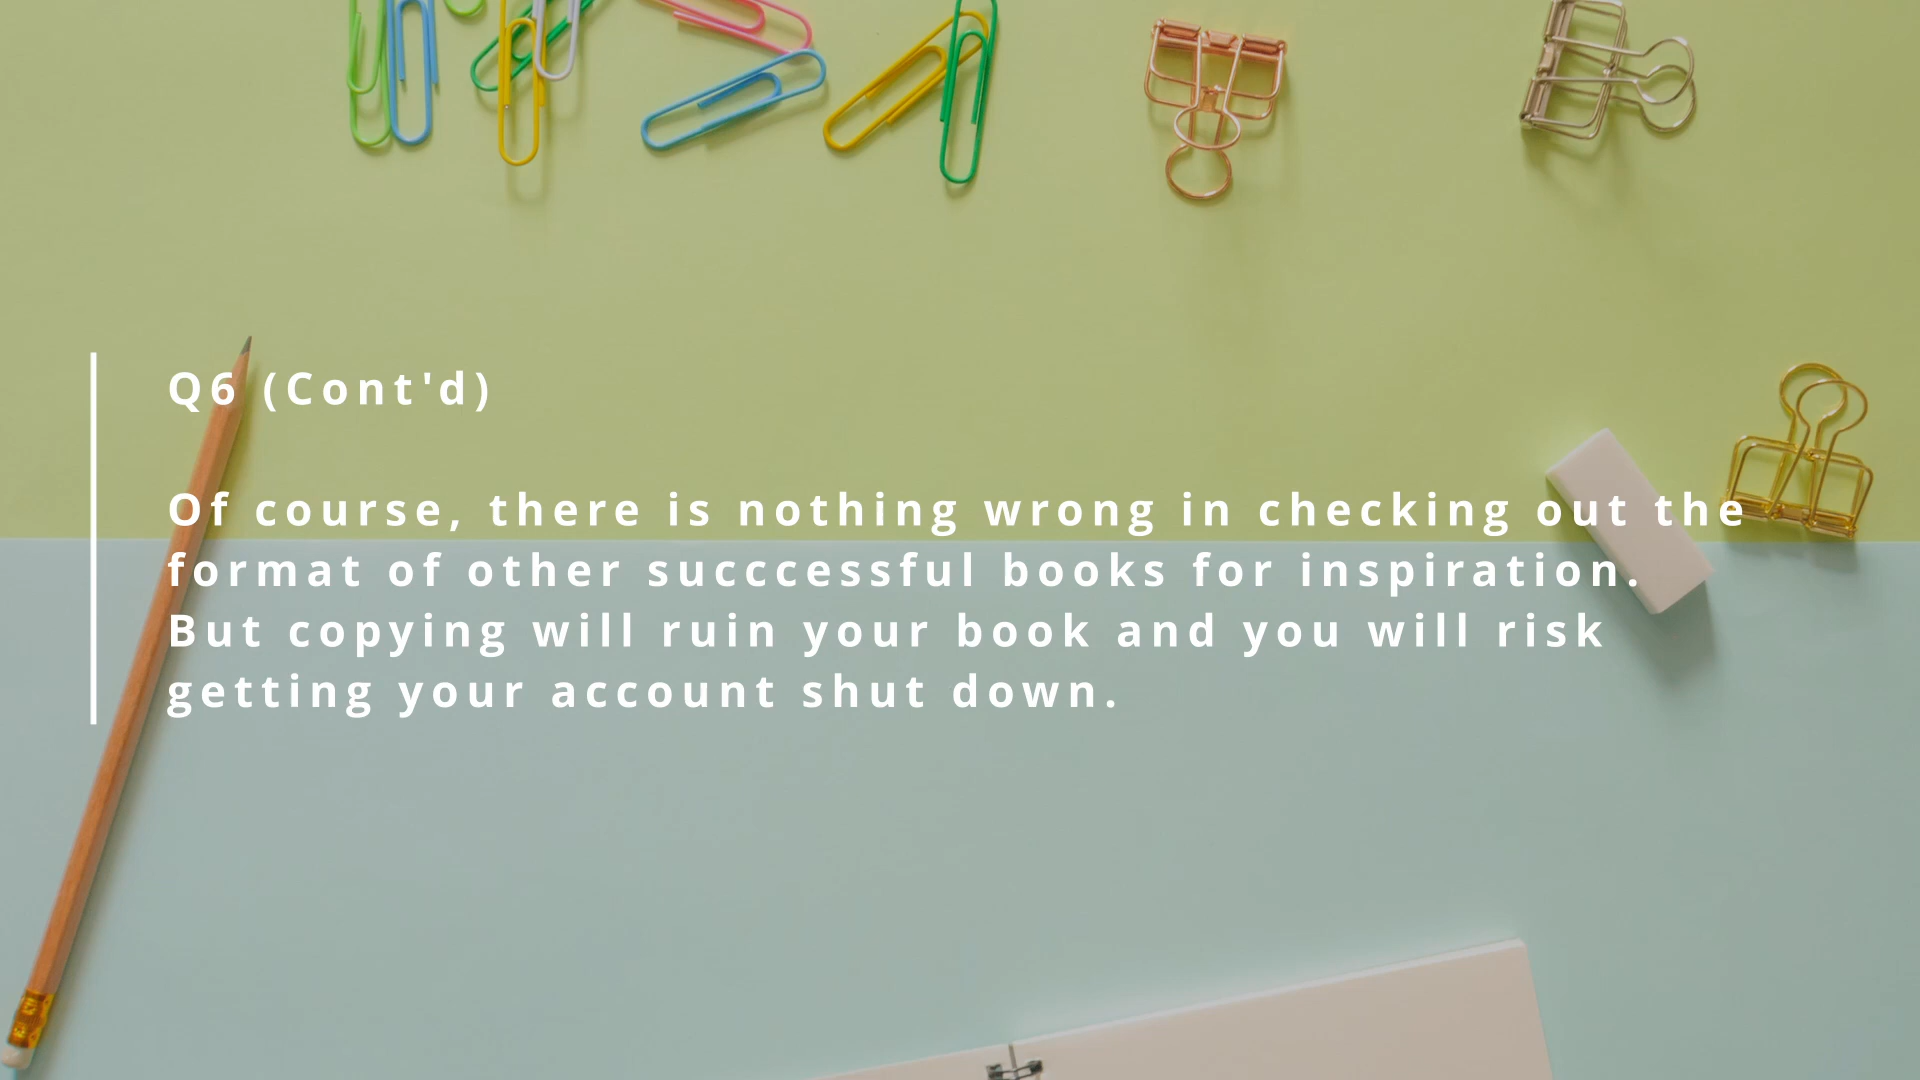 Q6 (Cont'd)
Of course, there is nothing wrong in checking out the
format of other succcessful books for inspiration.
But copying will ruin your book and you will risk
getting your account shut down.